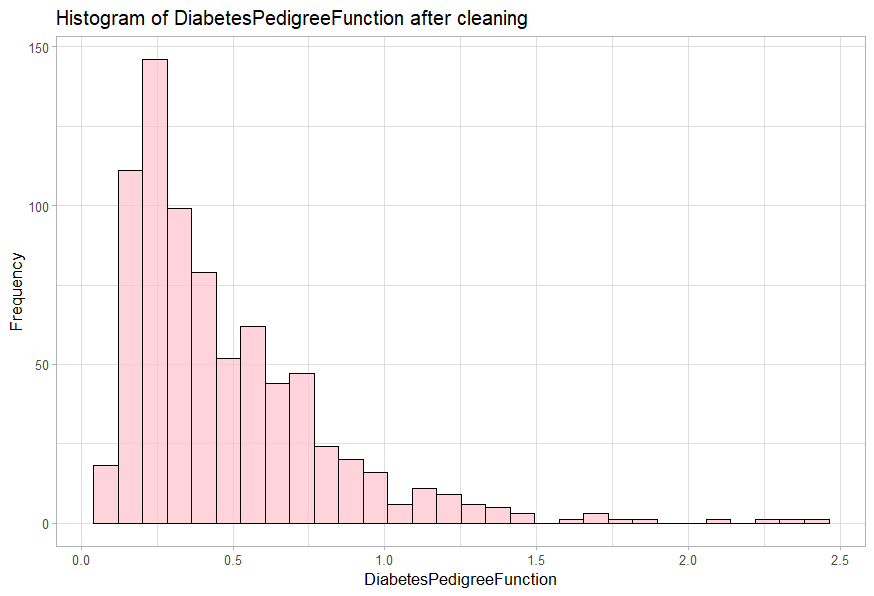 Histogram of DiabetesPedigreeFunction after cleaning
150
100
50
0
Frequency
0.0 0.5 1.0 1.5 2.0 2.5
DiabetesPedigreeFunction